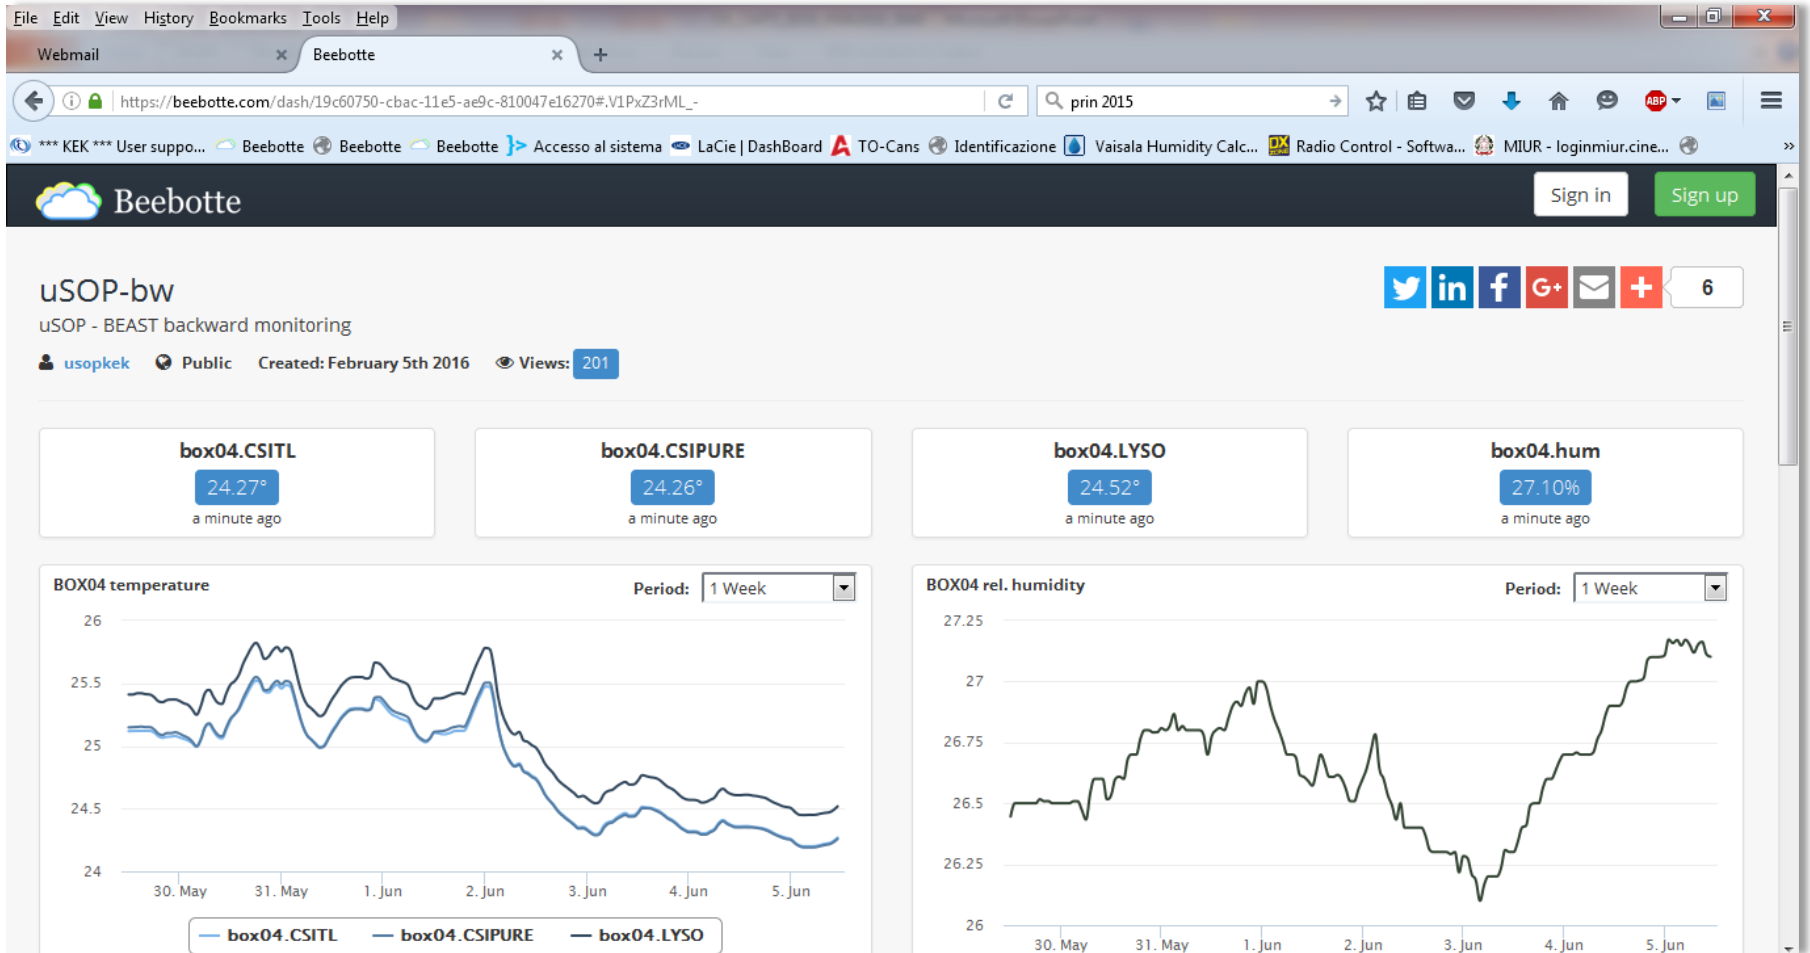 File Edit View History Bookmarks Tools Help
Webmail
Beebotte
https://beebotte.com/dash/19c60750-cbac-11e5-ae9c-810047e16270#.V1PxZ3rML_-
prin 2015
ABP
*** KEK *** User suppo... Beebotte Beebotte Beebotte Accesso al sistema LaCie | DashBoard TO-Cans Identificazione Vaisala Humidity Calc... Radio Control - Softwa... MIUR - loginmiur.cine... »
Beebotte
Sign in
Sign up
uSOP-bw
uSOP - BEAST backward monitoring
usopkek Public Created: February 5th 2016 Views: 201
in f G+ 6
box04.CSITL
24.27°
a minute ago
box04.CSIPURE
24.26°
a minute ago
box04.LYSO
24.52°
a minute ago
box04.hum
27.10%
a minute ago
BOX04 temperature
Period: 1 Week
26
25.5
25
24.5
24
30. May 31. May 1. Jun 2. Jun 3. Jun 4. Jun 5. Jun
box04.CSITL box04.CSIPURE box04.LYSO
BOX04 rel. humidity
Period: 1 Week
27.25
27
26.75
26.5
26.25
26
30. May 31. May 1. Jun 2. Jun 3. Jun 4. Jun 5. Jun